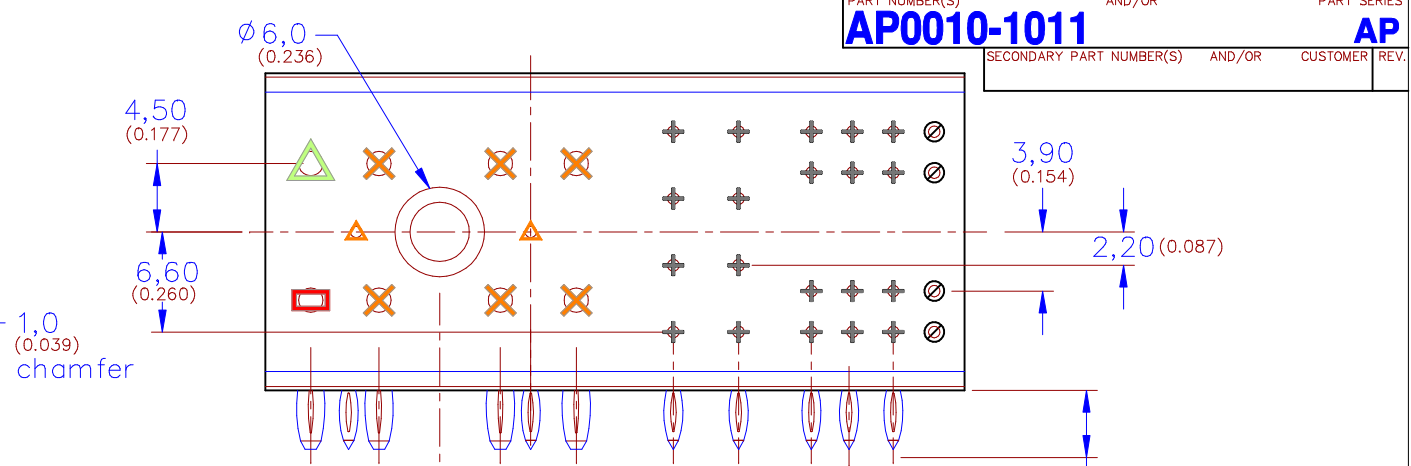 PART NUMBER(S) AND/OR PART SERIES
AP0010-1011 AP
SECONDARY PART NUMBER(S) AND/OR CUSTOMER REV.
Ø6,0
(0.236)
4,50
(0.177)
3,90
(0.154)
2,20 (0.087)
6,60
(0.260)
1,0
(0.039)
chamfer